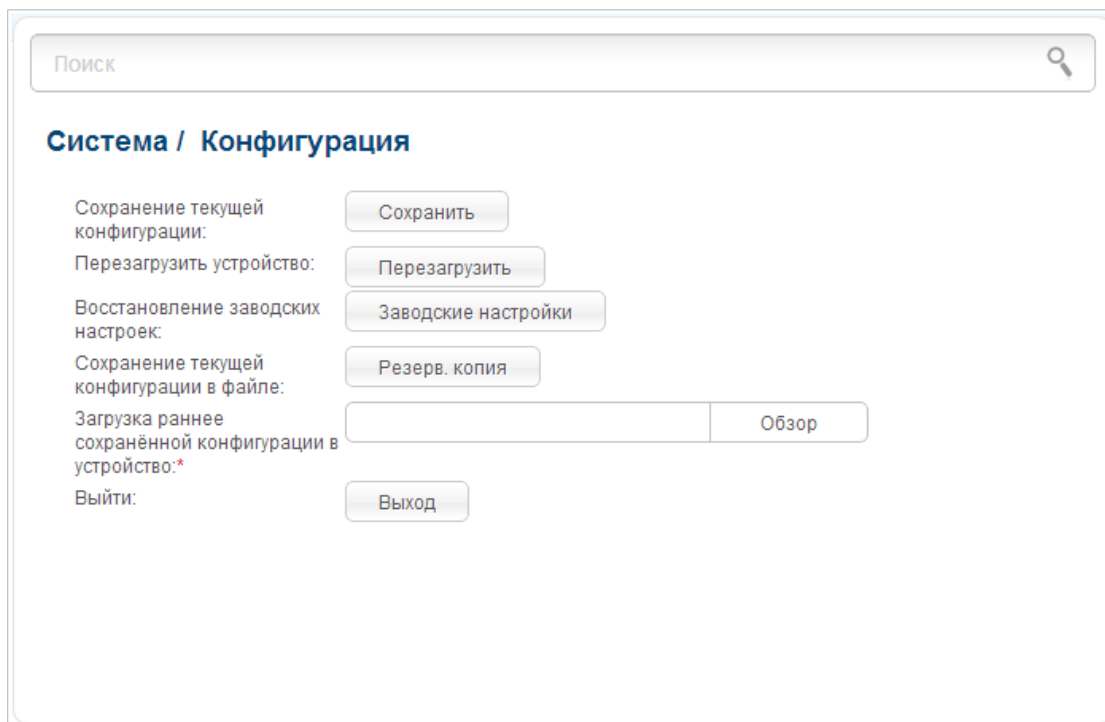 Поиск
Система / Конфигурация
Сохранение текущей
конфигурации:
Сохранить
Перезагрузить устройство:
Перезагрузить
Восстановление заводских
настроек:
Заводские настройки
Сохранение текущей
конфигурации в файле:
Резерв. копия
Загрузка раннее
сохранённой конфигурации в
устройство:*
Обзор
Выйти:
Выход